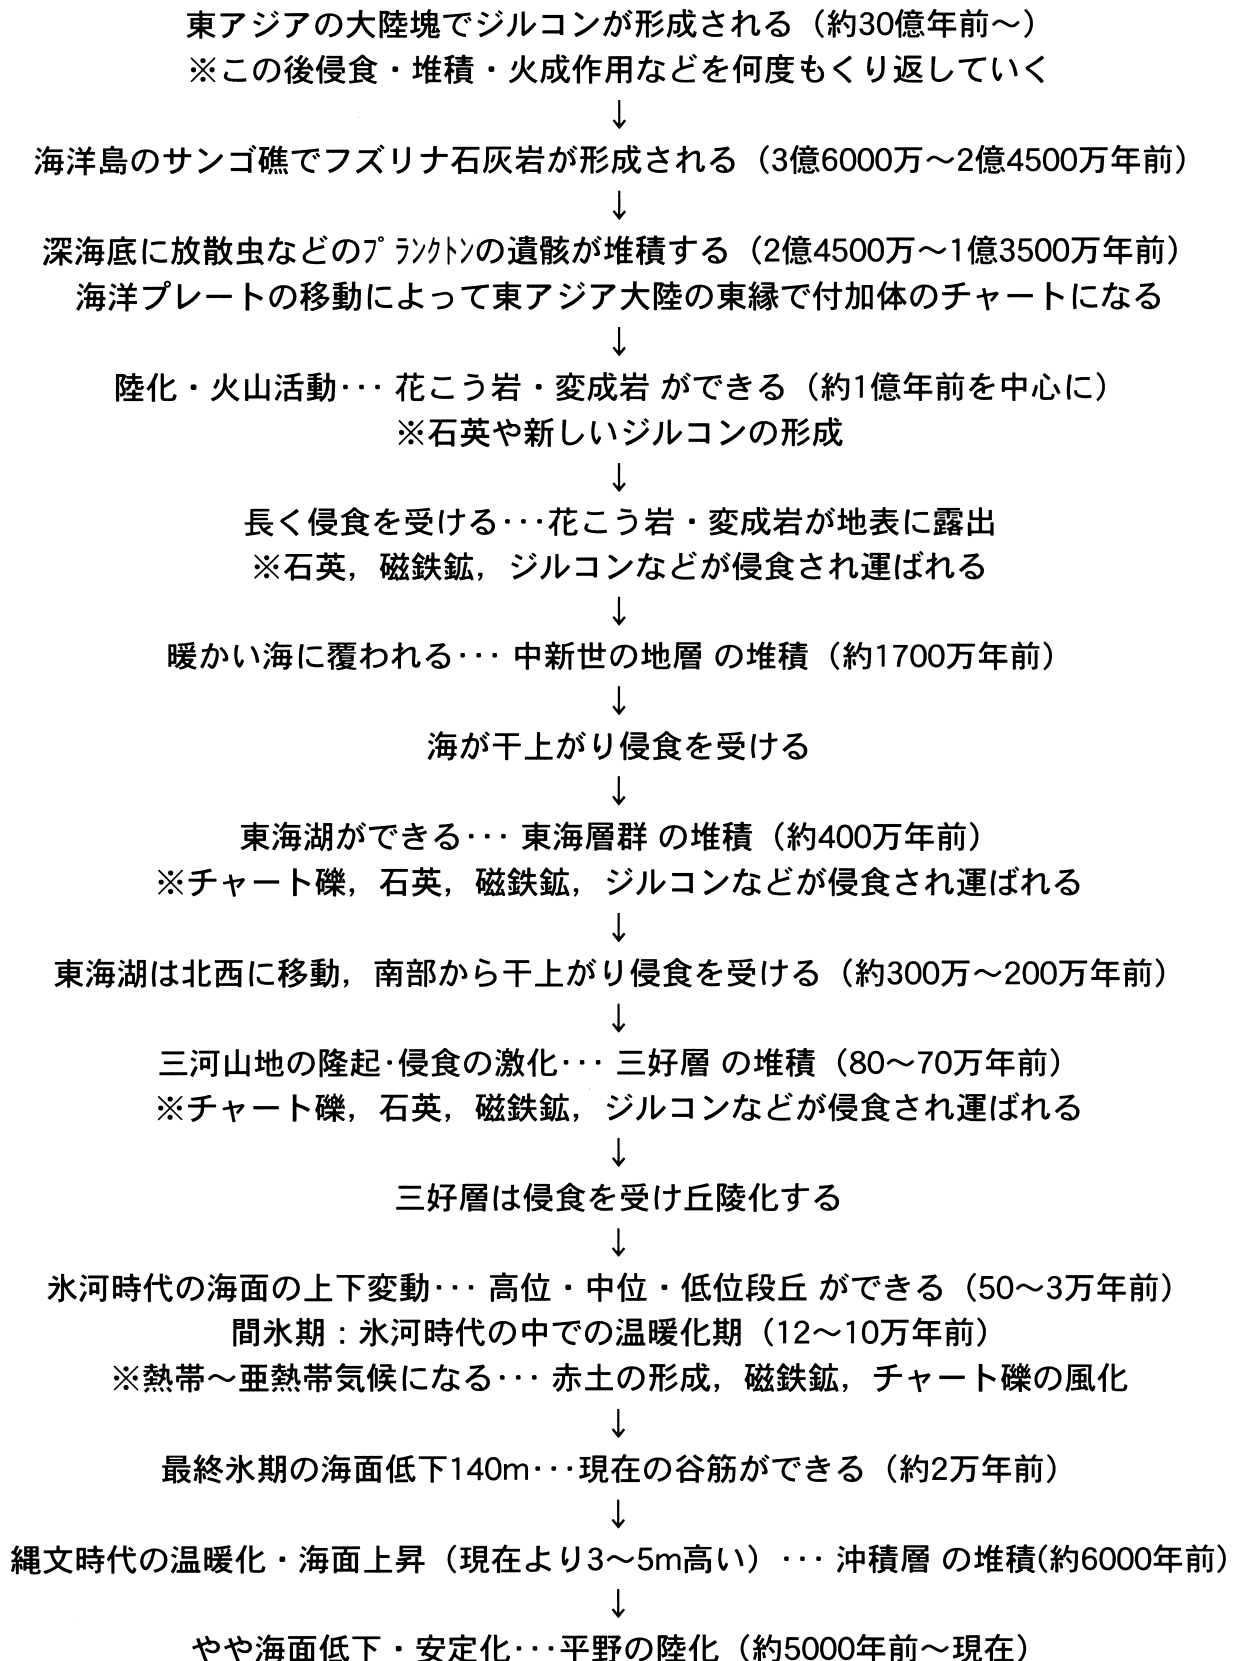 東アジアの大陸塊でジルコンが形成される（約30億年前～）
※この後侵食・堆積・火成作用などを何度もくり返していく
↓
海洋島のサンゴ礁でフズリナ石灰岩が形成される（3億6000万～2億4500万年前）
↓
深海底に放散虫などのﾌﾟﾗﾝｸﾄﾝの遺骸が堆積する（2億4500万～1億3500万年前）
海洋プレートの移動によって東アジア大陸の東縁で付加体のチャートになる
↓
陸化・火山活動･･･ 花こう岩・変成岩 ができる（約1億年前を中心に）
※石英や新しいジルコンの形成
↓
長く侵食を受ける･･･花こう岩・変成岩が地表に露出
※石英，磁鉄鉱，ジルコンなどが侵食され運ばれる
↓
暖かい海に覆われる･･･ 中新世の地層 の堆積（約1700万年前）
↓
海が干上がり侵食を受ける
↓
東海湖ができる･･･ 東海層群 の堆積（約400万年前）
※チャート礫，石英，磁鉄鉱，ジルコンなどが侵食され運ばれる
↓
東海湖は北西に移動，南部から干上がり侵食を受ける（約300万～200万年前）
↓
三河山地の隆起･侵食の激化･･･ 三好層 の堆積（80～70万年前）
※チャート礫，石英，磁鉄鉱，ジルコンなどが侵食され運ばれる
↓
三好層は侵食を受け丘陵化する
↓
氷河時代の海面の上下変動･･･ 高位・中位・低位段丘 ができる（50～3万年前）
間氷期：氷河時代の中での温暖化期（12～10万年前）
※熱帯～亜熱帯気候になる･･･ 赤土の形成，磁鉄鉱，チャート礫の風化
↓
最終氷期の海面低下140m･･･現在の谷筋ができる（約2万年前）
↓
縄文時代の温暖化・海面上昇（現在より3～5m高い）･･･ 沖積層 の堆積(約6000年前)
↓
やや海面低下・安定化･･･平野の陸化（約5000年前～現在）